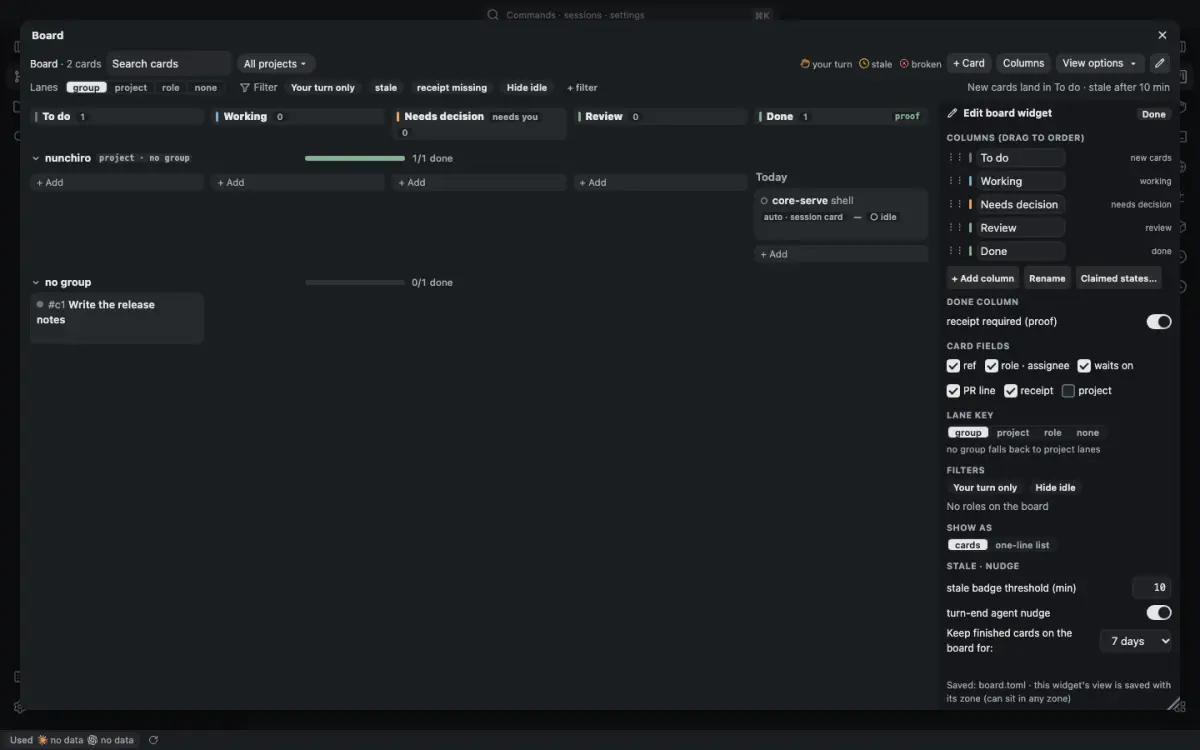 Commands · sessions · settings ⌘K
Board
Board · 2 cards Search cards All projects
your turn stale broken + Card Columns View options
Lanes group project role none Filter Your turn only stale receipt missing Hide idle + filter
New cards land in To do · stale after 10 min
To do 1
Working 0
Needs decision needs you
0
Review 0
Done 1 proof
nunchiro project · no group 1/1 done
+ Add
+ Add
+ Add
+ Add
Today
core-serve shell
auto · session card — idle
+ Add
no group 0/1 done
#c1 Write the release
notes
Edit board widget Done
COLUMNS (DRAG TO ORDER)
To do new cards
Working working
Needs decision needs decision
Review review
Done done
+ Add column Rename Claimed states...
DONE COLUMN
receipt required (proof)
CARD FIELDS
ref role · assignee waits on
PR line receipt project
LANE KEY
group project role none
no group falls back to project lanes
FILTERS
Your turn only Hide idle
No roles on the board
SHOW AS
cards one-line list
STALE · NUDGE
stale badge threshold (min) 10
turn-end agent nudge
Keep finished cards on the
board for: 7 days
Saved: board.toml · this widget's view is saved with
its zone (can sit in any zone)
Used no data no data